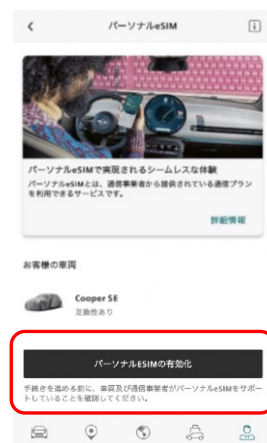 パーソナルeSIM
パーソナルeSIMで実現されるシームレスな体験
パーソナルeSIMとは、通信事業者から提供されている通信プラン
を利用できるサービスです。
詳細情報
お客様の車両
Cooper SE
互換性あり
パーソナルESIMの有効化
手続きを進める前に、車両及び通信事業者がパーソナルeSIMをサポー
トしていることを確認してください。